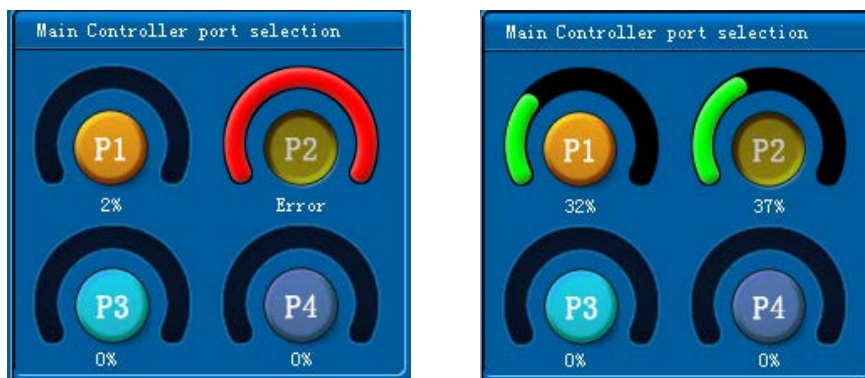 Main Controller port selection
P1
P2
2%
Error
P3
P4
0%
0%
Main Controller port selection
P1
P2
32%
37%
P3
P4
0%
0%